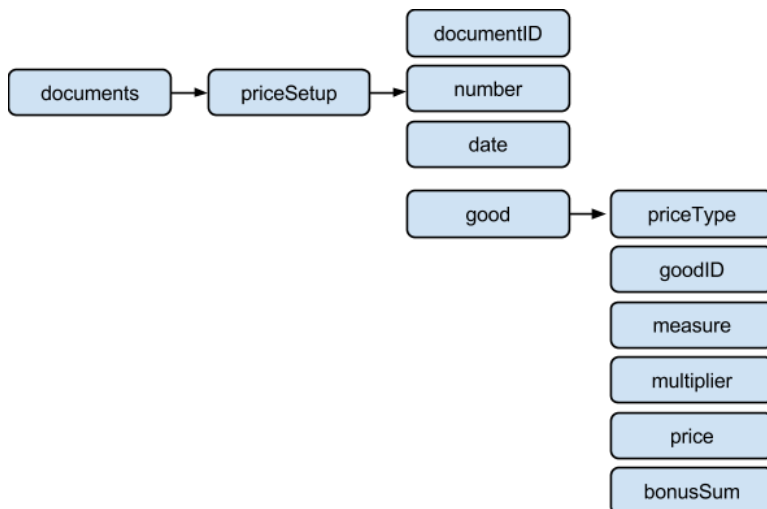 documentID
documents
priceSetup
number
date
good
priceType
goodID
measure
multiplier
price
bonusSum